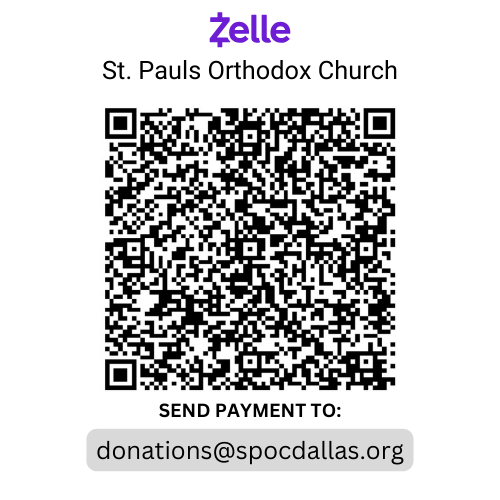 Zelle
St. Pauls Orthodox Church
SEND PAYMENT TO:
donations@spocdallas.org